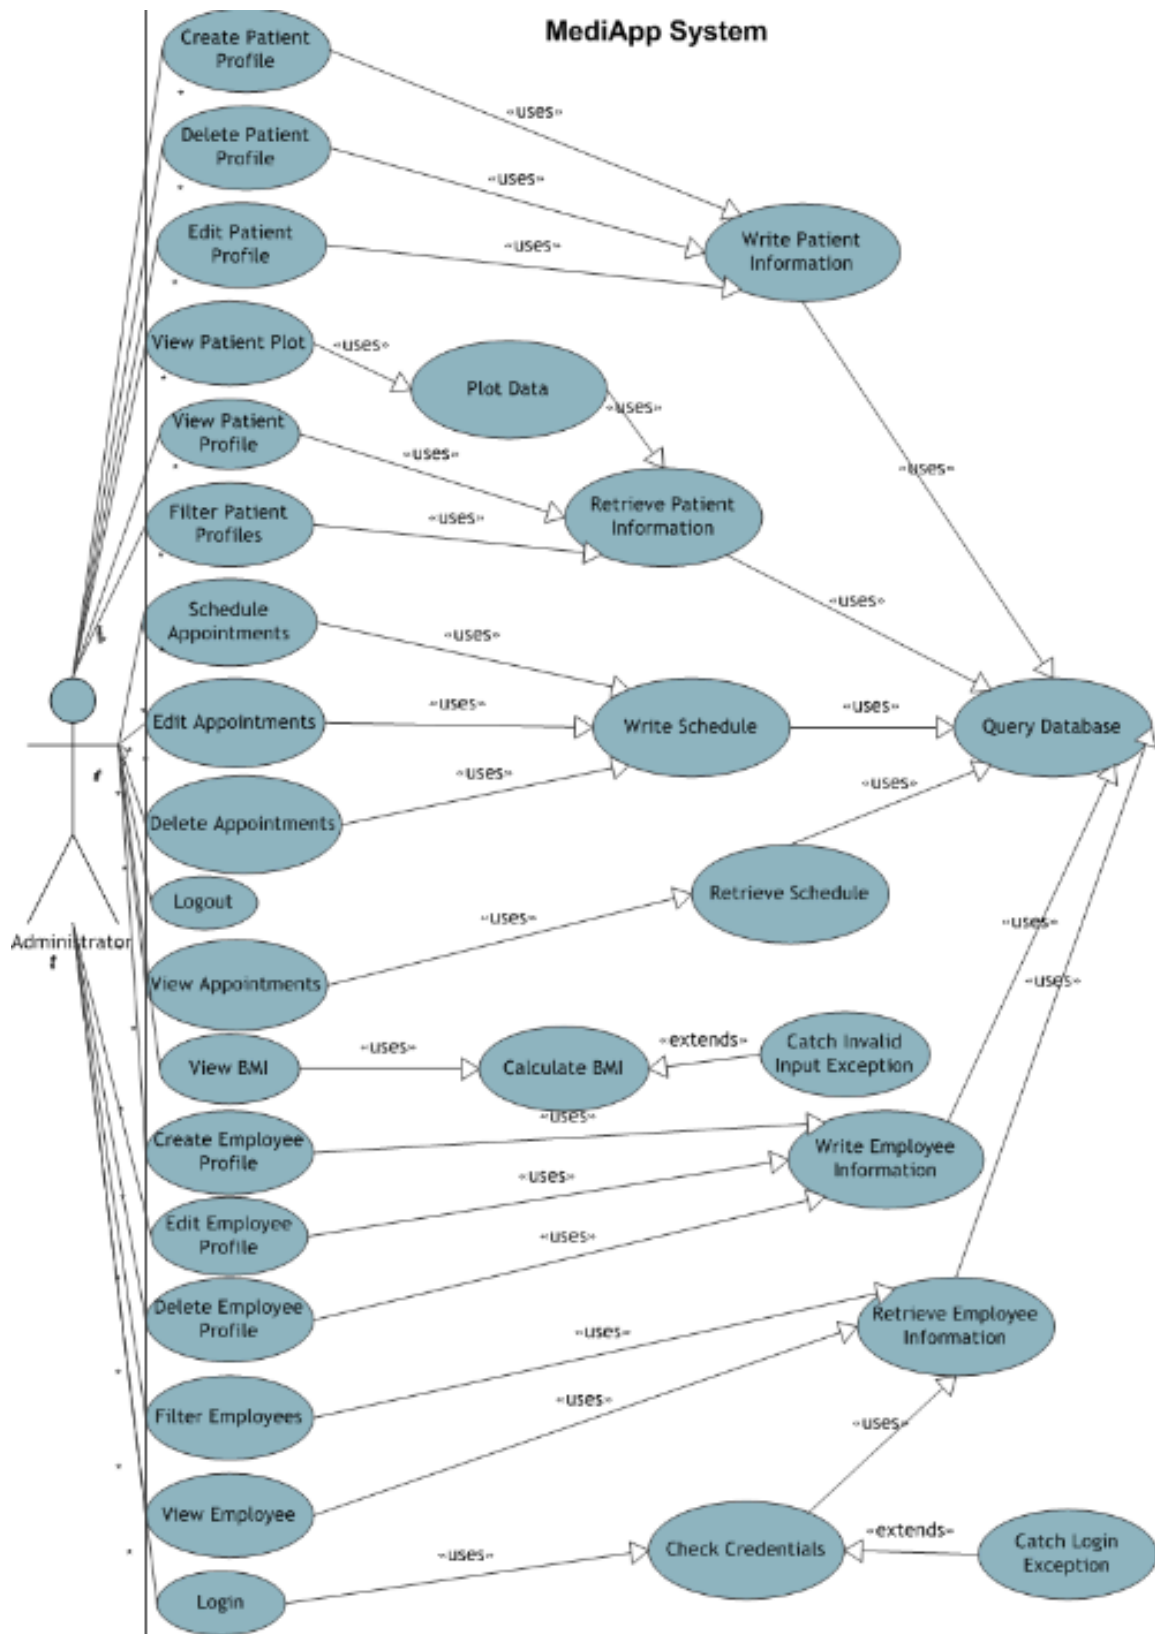 MediApp System
Create Patient
Profile
«uses»
Delete Patient
Profile
«uses»
Edit Patient
Profile
«uses»
Write Patient
Information
View Patient Plot
«uses»
Plot Data
«uses»
View Patient
Profile
«uses»
«uses»
Filter Patient
Profiles
«uses»
Retrieve Patient
Information
«uses»
Schedule
Appointments
«uses»
Edit Appointments
«uses»
Write Schedule
«uses»
Query Database
Delete Appointments
«uses»
«uses»
Logout
Retrieve Schedule
«uses»
«uses»
Administrator
View Appointments
«uses»
View BMI
«uses»
Calculate BMI
«extends»
Catch Invalid
Input Exception
Create Employee
Profile
«uses»
Write Employee
Information
«uses»
Edit Employee
Profile
«uses»
Delete Employee
Profile
Retrieve Employee
Information
«uses»
Filter Employees
«uses»
«uses»
View Employee
Check Credentials
«extends»
Catch Login
Exception
«uses»
Login